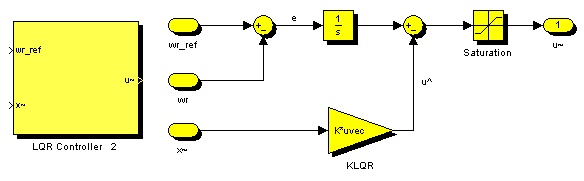 wr_ref
u~
x~
LQR Controller 2
wr_ref
wr
x~
+
-
e
1
s
+
-
u^
K*uvec
KLQR
Saturation
1
u~